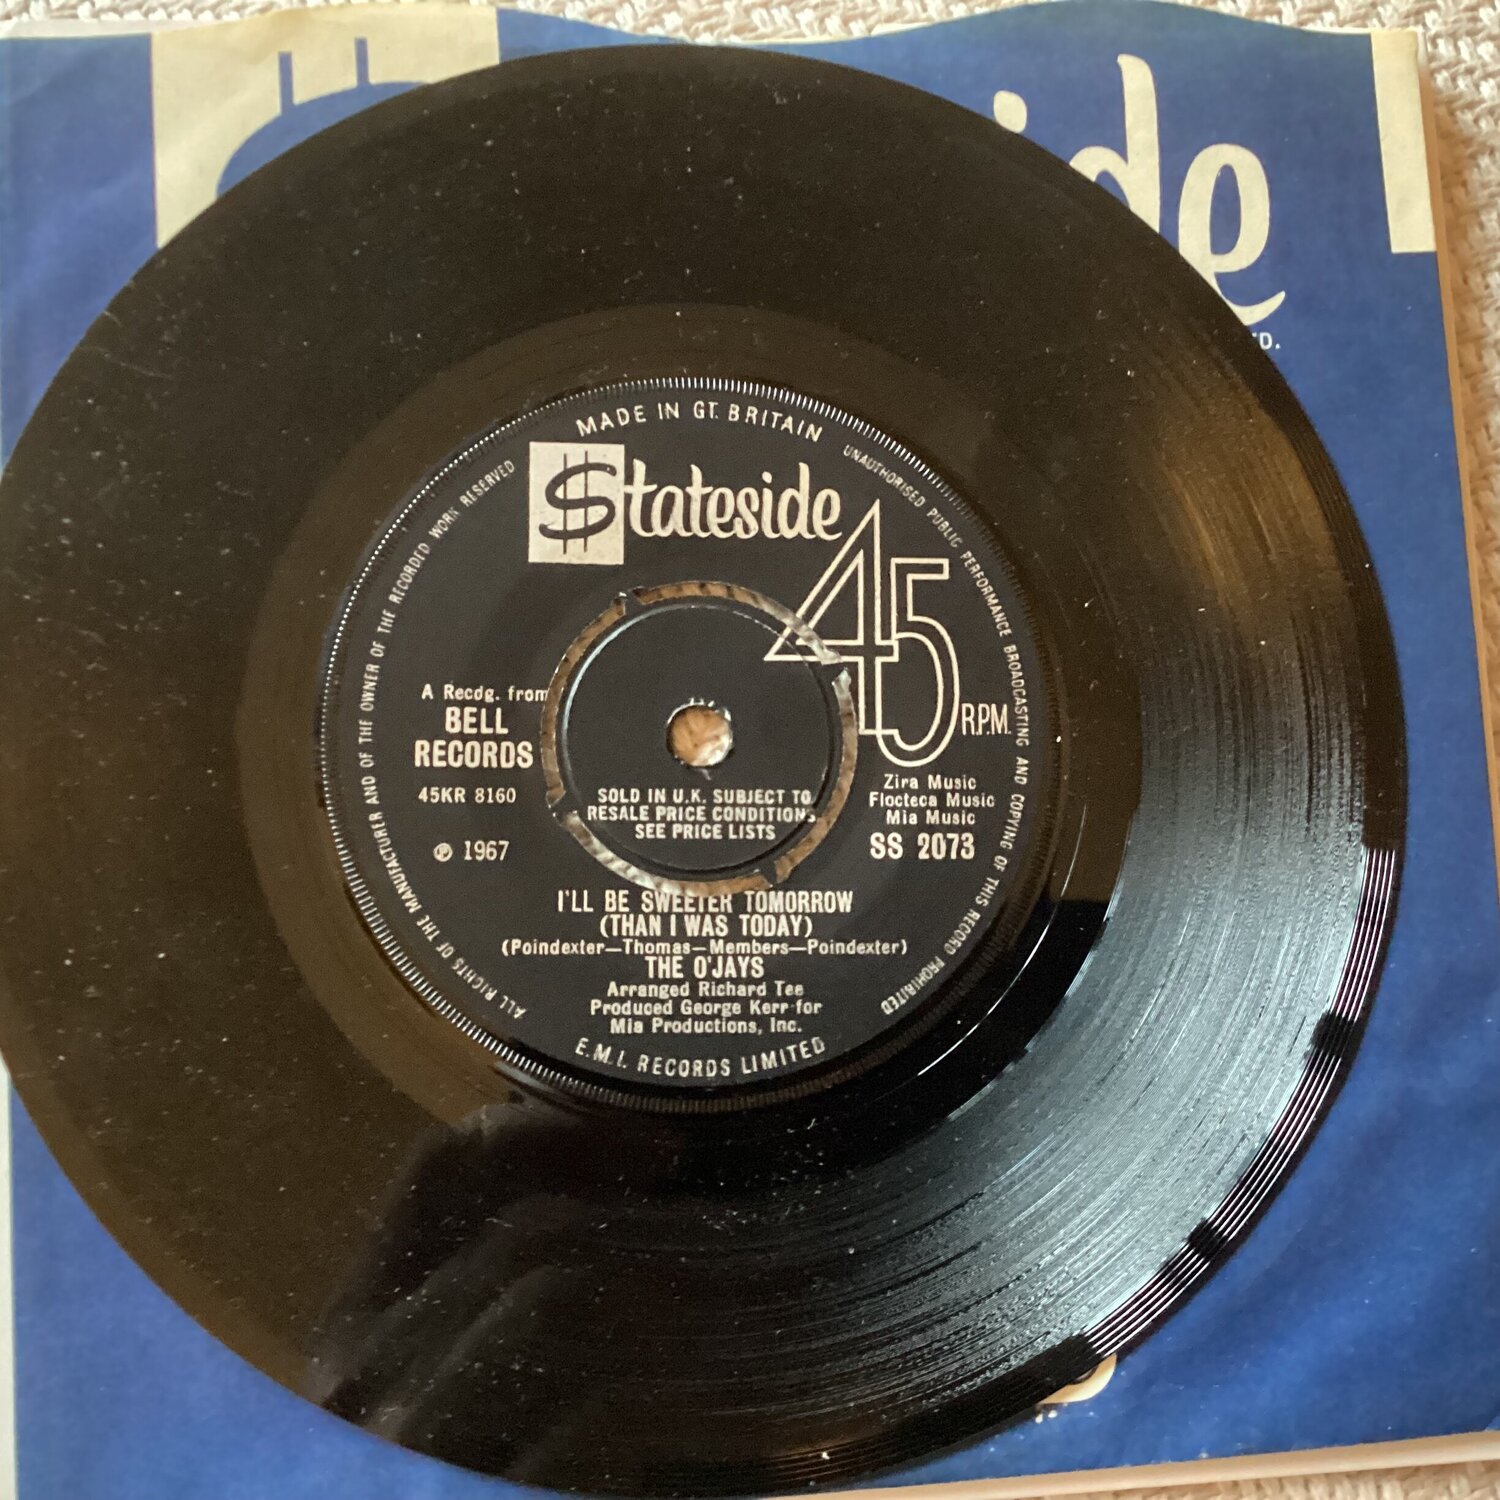 ide
TD.
MADE IN GT. BRITAIN
UNAUTHORISED PUBLIC PERFORMANCE BROADCASTING AND COPYING OF THIS RECORD PROHIBITED
ALL RIGHTS OF THE MANUFACTURER AND OF THE OWNER OF THE RECORDED WORK RESERVED
Stateside
45
R.P.M.
A Recdg. from
BELL
RECORDS
45KR 8160
℗ 1967
SOLD IN U.K. SUBJECT TO
RESALE PRICE CONDITIONS
SEE PRICE LISTS
Zira Music
Flocteca Music
Mia Music
SS 2073
I'LL BE SWEETER TOMORROW
(THAN I WAS TODAY)
(Poindexter—Thomas—Members—Poindexter)
THE O'JAYS
Arranged Richard Tee
Produced George Kerr for
Mia Productions, Inc.
E.M.I. RECORDS LIMITED